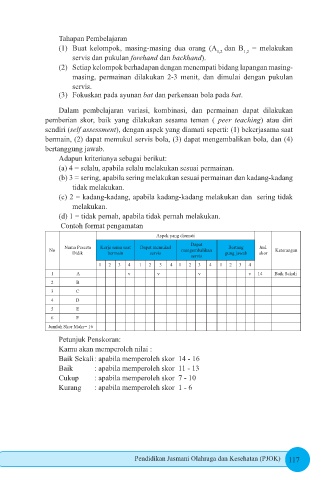 Tahapan Pembelajaran
(1) Buat kelompok, masing-masing dua orang (A1,2 dan B1,2 = melakukan
servis dan pukulan forehand dan backhand).
(2) Setiap kelompok berhadapan dengan menempati bidang lapangan masing-
masing, permainan dilakukan 2-3 menit, dan dimulai dengan pukulan
servis.
(3) Fokuskan pada ayunan bat dan perkenaan bola pada bat.
Dalam pembelajaran variasi, kombinasi, dan permainan dapat dilakukan
pemberian skor, baik yang dilakukan sesama teman ( peer teaching) atau diri
sendiri (self assessment), dengan aspek yang diamati seperti: (1) bekerjasama saat
bermain, (2) dapat memukul servis bola, (3) dapat mengembalikan bola, dan (4)
bertanggung jawab.
Adapun kriterianya sebagai berikut:
(a) 4 = selalu, apabila selalu melakukan sesuai permainan.
(b) 3 = sering, apabila sering melakukan sesuai permainan dan kadang-kadang
tidak melakukan.
(c) 2 = kadang-kadang, apabila kadang-kadang melakukan dan sering tidak
melakukan.
(d) 1 = tidak pernah, apabila tidak pernah melakukan.
Contoh format pengamatan
Aspek yang diamati
No Nama Peserta Didik Kerja sama saat bermain Dapat memukul servis Dapat mengembalikan servis Jml. skor Keterangan
1 2 3 4 1 2 3 4 1 2 3 4 1 2 3 4
1 A v v v v 14 Baik Sekali
2 B
3 C
4 D
5 E
6 F
Jumlah Skor Maks= 16
Petunjuk Penskoran:
Kamu akan memperoleh nilai :
Baik Sekali : apabila memperoleh skor 14 - 16
Baik : apabila memperoleh skor 11 - 13
Cukup : apabila memperoleh skor 7 - 10
Kurang : apabila memperoleh skor 1 - 6
Pendidikan Jasmani Olahraga dan Kesehatan (PJOK) 117